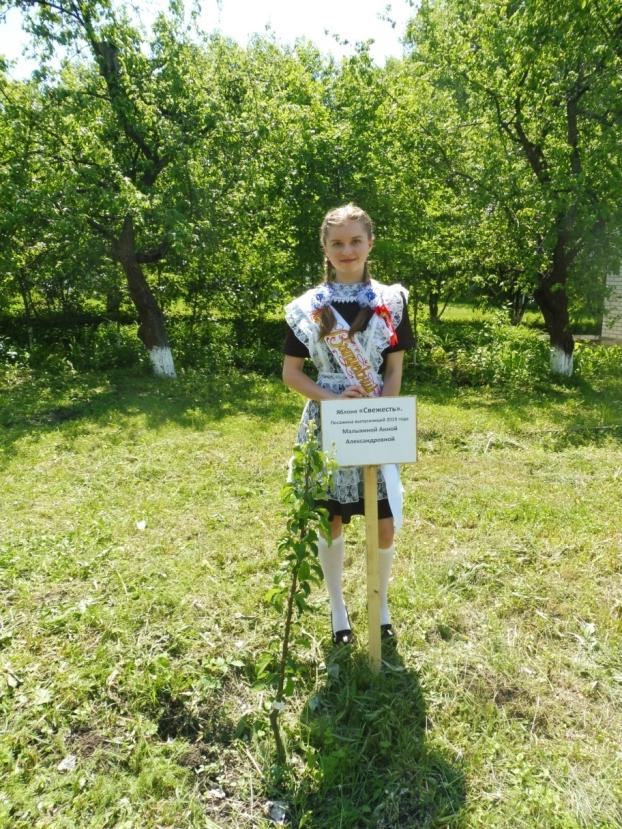 Яблоня «Свежесть».
Посажена выпускницей 2019 года
Малыхиной Анной
Александровной